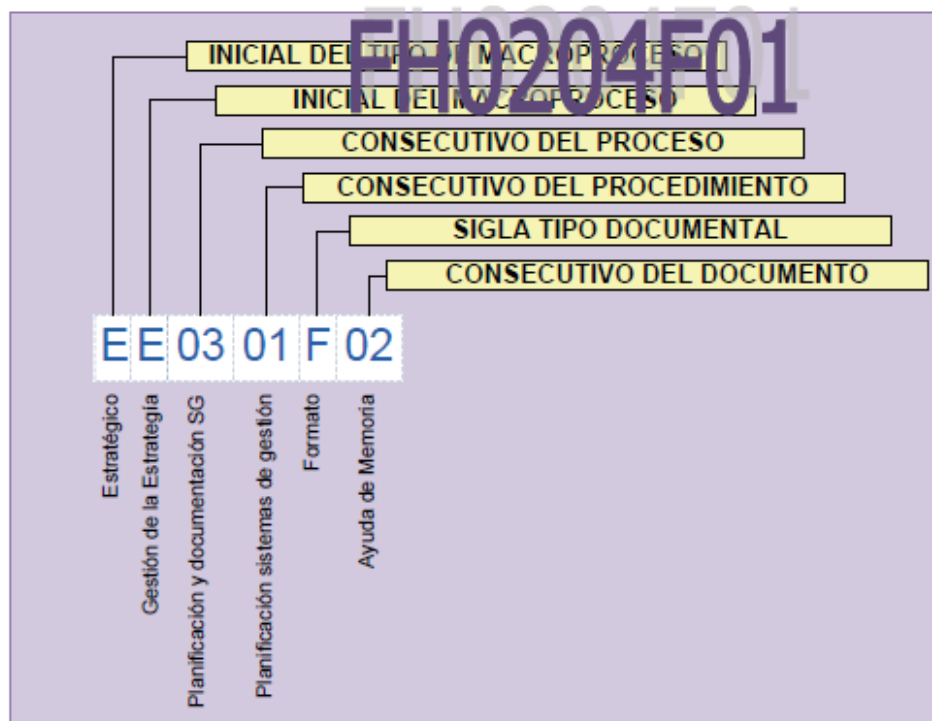 FH0204F01
INICIAL DEL TIPO DE MACROPROCESO
INICIAL DEL MACROPROCESO
CONSECUTIVO DEL PROCESO
CONSECUTIVO DEL PROCEDIMIENTO
SIGLA TIPO DOCUMENTAL
CONSECUTIVO DEL DOCUMENTO
E E 03 01 F 02
Estratégico
Gestión de la Estrategía
Planificación y documentación SG
Planificación sistemas de gestión
Formato
Ayuda de Memoria